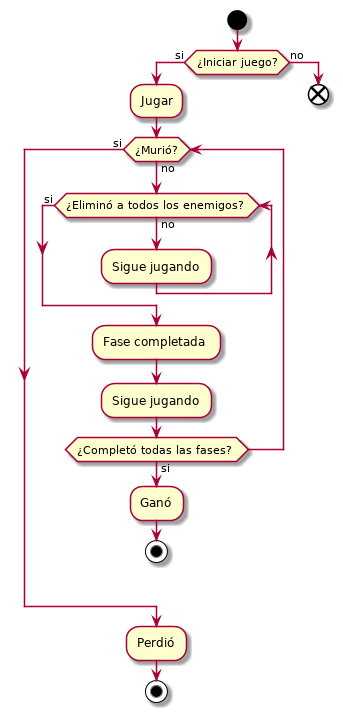 si
¿Iniciar juego?
no
Jugar
si
¿Murió?
no
si
¿Eliminó a todos los enemigos?
no
Sigue jugando
Fase completada
Sigue jugando
¿Completó todas las fases?
si
Ganó
Perdió